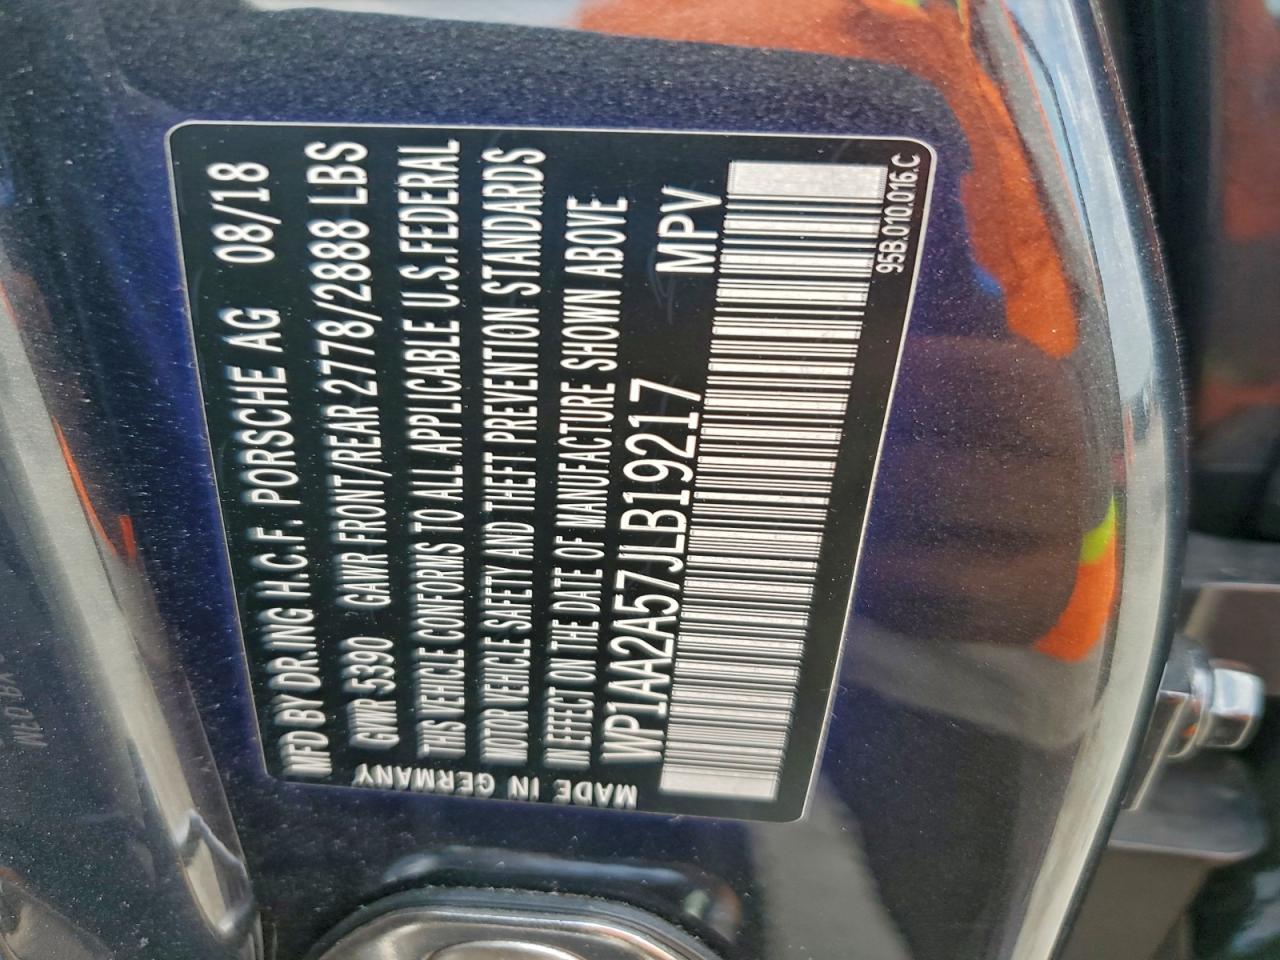 MFD BY DR.ING H.C.F. PORSCHE AG 08/18
GWR 5390 GAWR FRONT/REAR 2778/2888 LBS
THIS VEHICLE CONFORMS TO ALL APPLICABLE U.S.FEDERAL
MOTOR VEHICLE SAFETY AND THEFT PREVENTION STANDARDS
IN EFFECT ON THE DATE OF MANUFACTURE SHOWN ABOVE
WP1AA2A57JLB19217 MPV
95B.010.016.C
MADE IN GERMANY